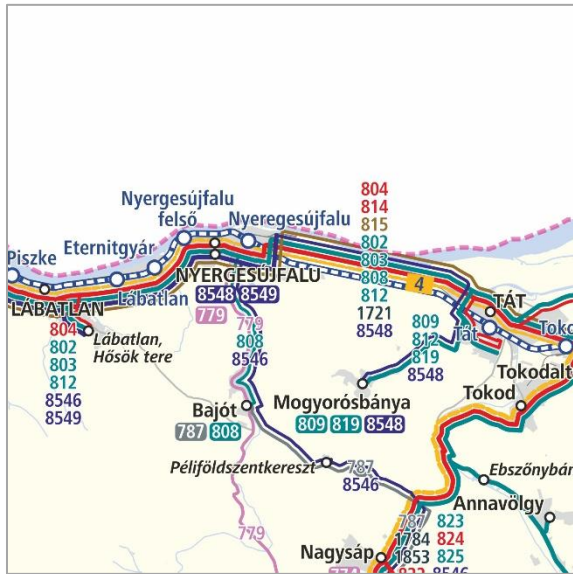 804
814
815
802
803
808
812
1721
8548
Nyergesújfalu
felső
Nyeregesújfalu
Eternitgyár
Piszke
NYERGESÚJFALU
8548 8549
779
LÁBATLAN
Lábatlan
804
802
803
812
8546
8549
Lábatlan,
Hősök tere
779
808
8546
4
TÁT
Tát
809
812
819
8548
Tokodalt
Tokod
Bajót
787 808
Mogyorósbánya
809 819 8548
Péliföldszentkereszt
787
8546
Ebszőnybán
Annavölgy
779
787
1784
1853
823
824
825
8546
Nagysáp